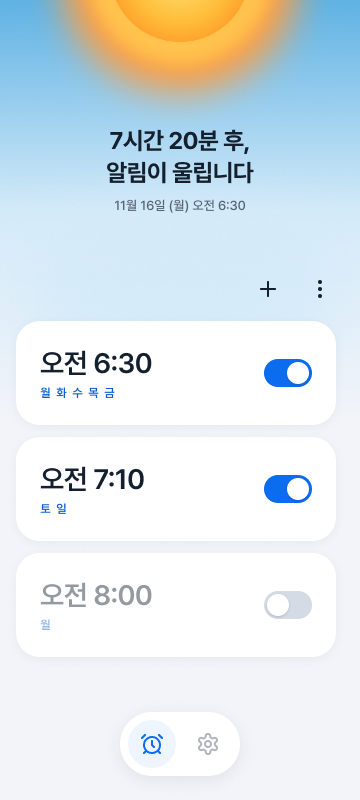 7시간 20분 후,
알림이 울립니다
11월 16일 (월) 오전 6:30
오전 6:30
월 화 수 목 금
오전 7:10
토 일
오전 8:00
월